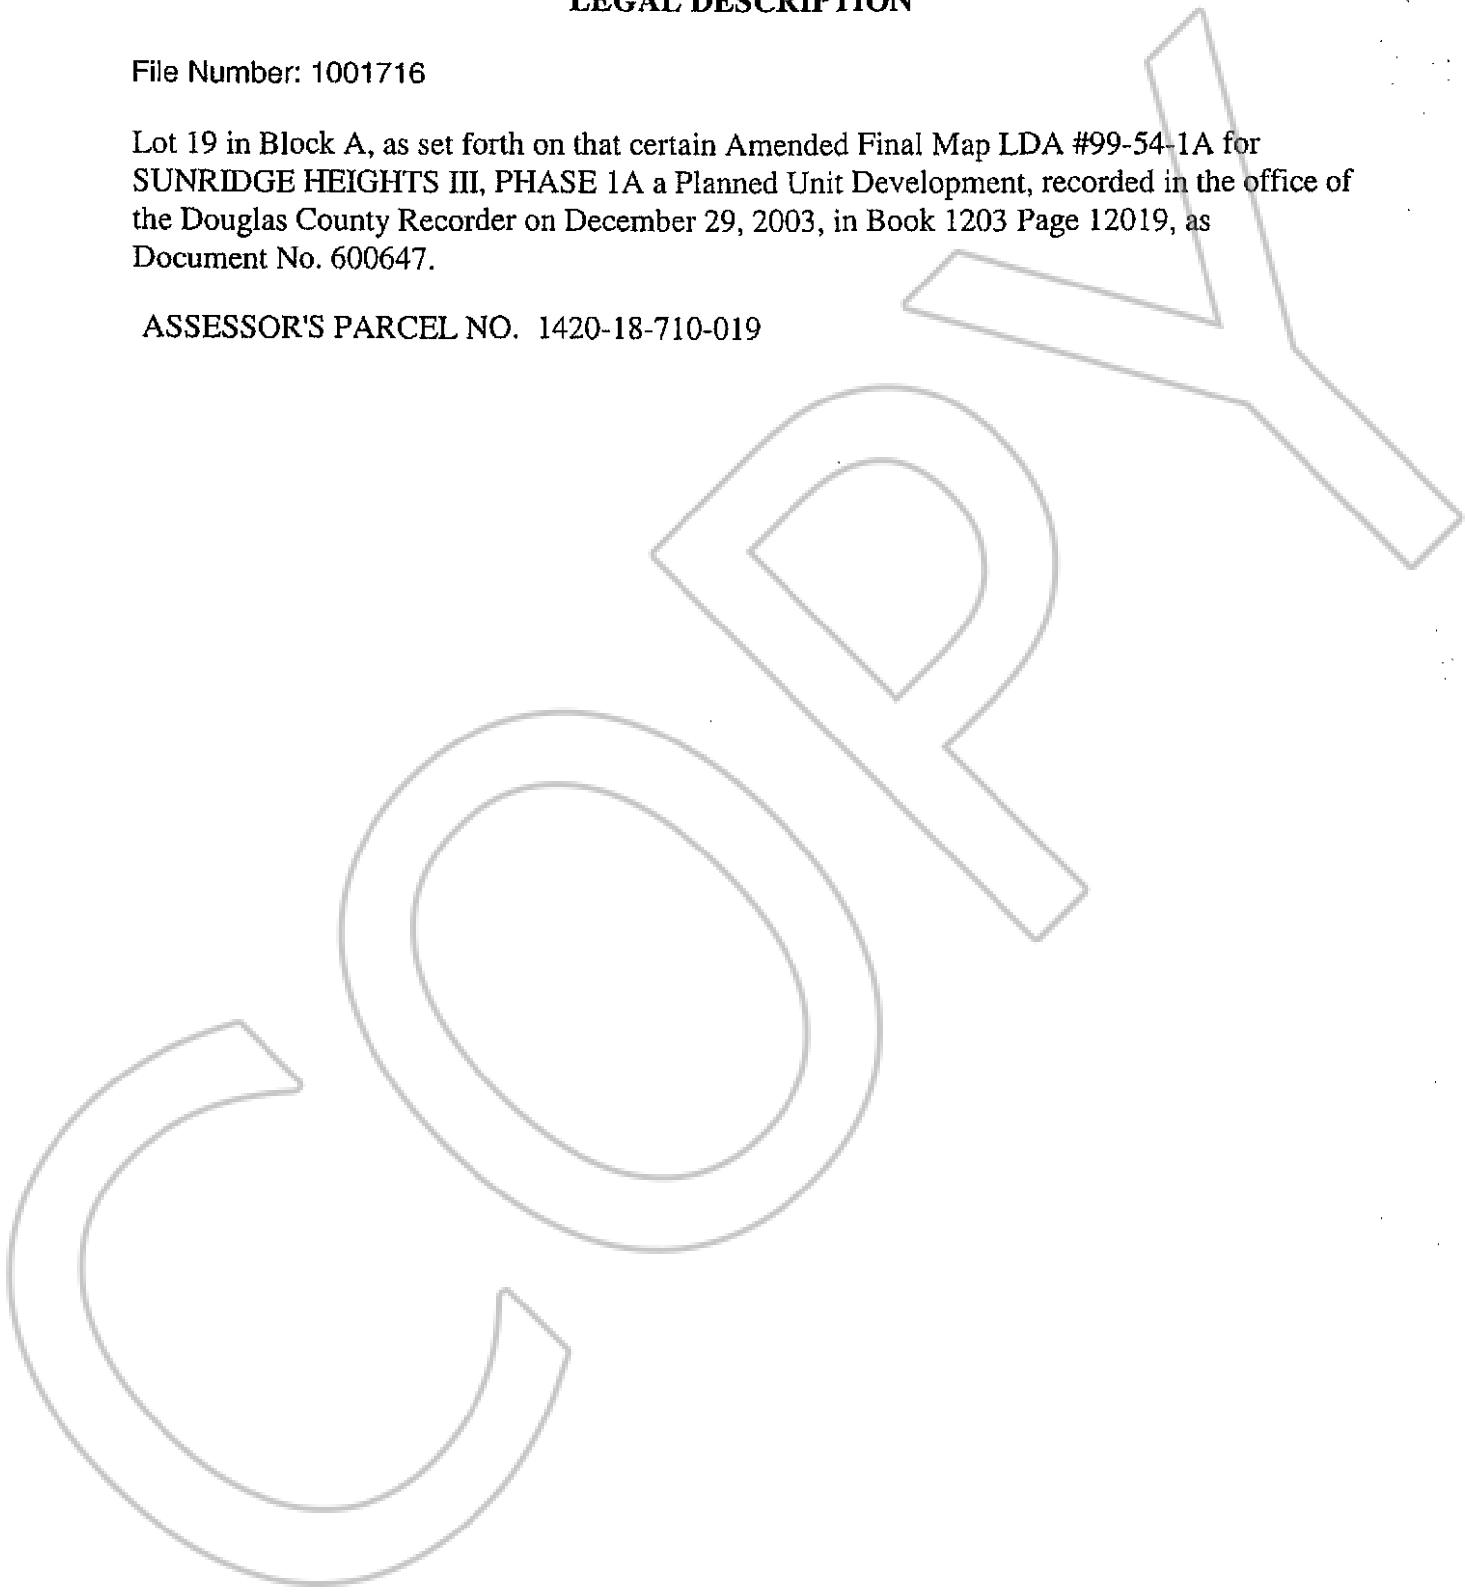 LEGAL DESCRIPTION
File Number: 1001716
Lot 19 in Block A, as set forth on that certain Amended Final Map LDA #99-54-1A for
SUNRIDGE HEIGHTS III, PHASE 1A a Planned Unit Development, recorded in the office of
the Douglas County Recorder on December 29, 2003, in Book 1203 Page 12019, as
Document No. 600647.
ASSESSOR'S PARCEL NO. 1420-18-710-019
COPY